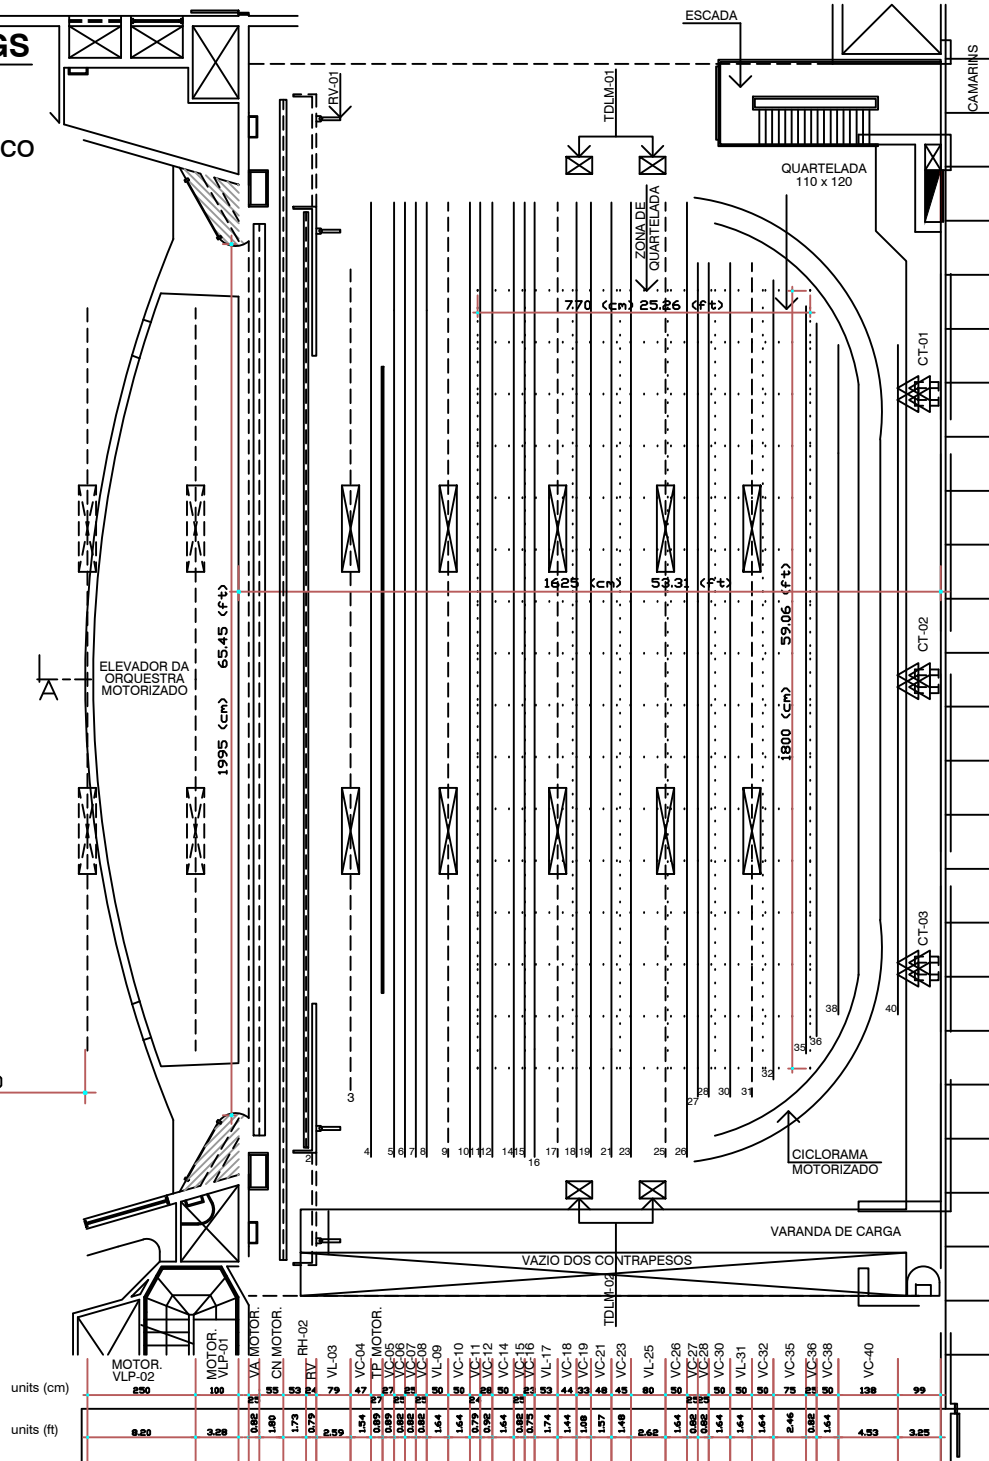 GS
CO
ESCADA
CAMARINS
RV-01
TDLM-01
QUARTELADA
110 x 120
ZONA DE
QUARTELADA
7.70 (cm) 25.26 (ft)
CT-01
1625 (cm) 53.31 (ft)
1995 (cm) 65.45 (ft)
1800 (cm) 59.06 (ft)
ELEVADOR DA
ORQUESTRA
MOTORIZADO
A
CT-02
CT-03
38
40
36
35
32
28 30 31
27
3
2
4 5 6 7 8 9 10 11 12 14 15 17 18 19 21 23 25 26
16
CICLORAMA
MOTORIZADO
VARANDA DE CARGA
VAZIO DOS CONTRAPESOS
TDLM-02
MOTOR.
VLP-02
MOTOR.
VLP-01
VA MOTOR.
CN MOTOR.
RH-02
RV
VL-03
VC-04
TP MOTOR.
VC-05
VC-06
VC-07
VC-08
VL-09
VC-10
VC-11
VC-12
VC-14
VC-15
VC-16
VL-17
VC-18
VC-19
VC-21
VC-23
VL-25
VC-26
VC-27
VC-28
VC-30
VL-31
VC-32
VC-35
VC-36
VC-38
VC-40
units (cm) 250 100 55 53 24 79 47 27 25 50 50 28 50 23 53 44 33 48 45 80 50 50 50 50 75 25 50 138 99
units (ft) 8.20 3.28 0.82 1.80 1.73 0.79 2.59 1.54 0.89 0.89 0.82 0.82 0.82 1.64 1.64 0.79 0.92 1.64 0.82 0.75 1.74 1.44 1.08 1.57 1.48 2.62 1.64 0.82 0.82 1.64 1.64 1.64 2.46 0.82 1.64 4.53 3.25